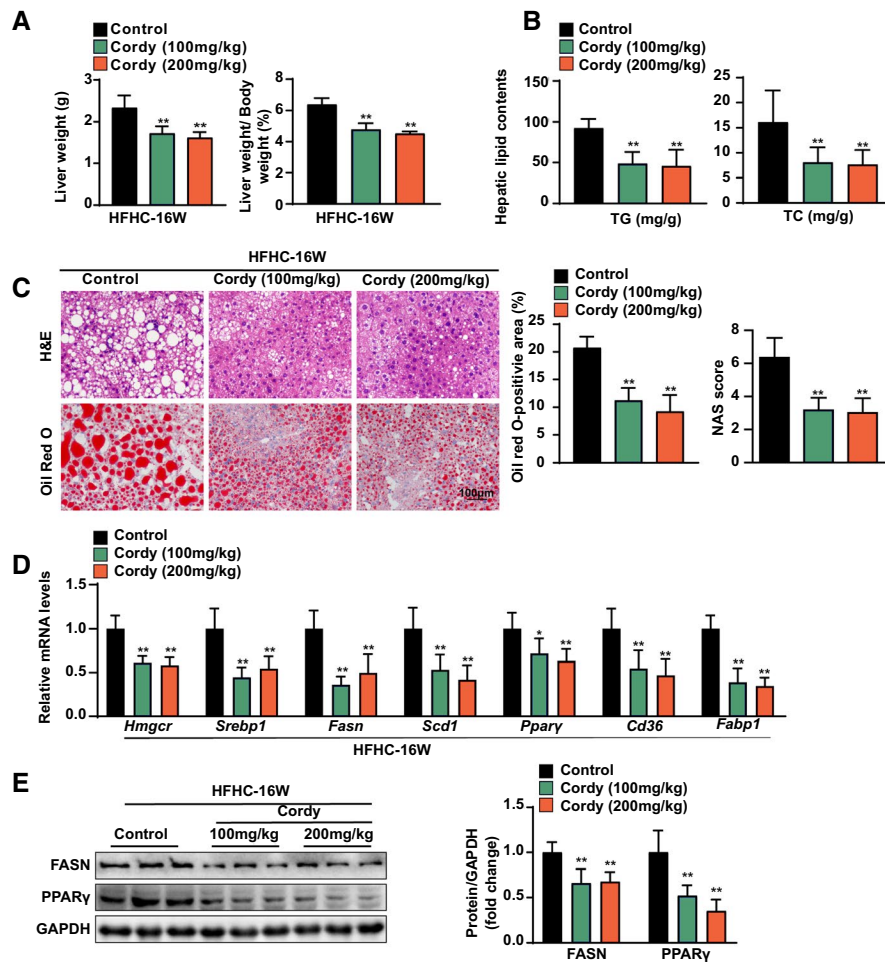 A
Control
Cordy (100mg/kg)
Cordy (200mg/kg)
Liver weight (g)
3
2
1
0
**
**
HFHC-16W
Liver weight/ Body
weight (%)
8
6
4
2
0
**
**
HFHC-16W
B
Control
Cordy (100mg/kg)
Cordy (200mg/kg)
Hepatic lipid contents
150
100
50
0
**
**
TG (mg/g)
25
20
15
10
5
0
**
**
TC (mg/g)
C
HFHC-16W
Control
Cordy (100mg/kg)
Cordy (200mg/kg)
H&E
Oil Red O
100μm
Control
Cordy (100mg/kg)
Cordy (200mg/kg)
Oil red O-positivie area (%)
25
20
15
10
5
0
**
**
NAS score
8
6
4
2
0
**
**
D
Control
Cordy (100mg/kg)
Cordy (200mg/kg)
Relative mRNA levels
1.5
1.0
0.5
0.0
**
**
**
**
**
**
**
**
*
**
**
**
**
**
Hmgcr
Srebp1
Fasn
Scd1
Pparγ
Cd36
Fabp1
HFHC-16W
E
HFHC-16W
Cordy
Control
100mg/kg
200mg/kg
FASN
PPARγ
GAPDH
Control
Cordy (100mg/kg)
Cordy (200mg/kg)
Protein/GAPDH
(fold change)
1.5
1.0
0.5
0.0
**
**
**
**
FASN
PPARγ